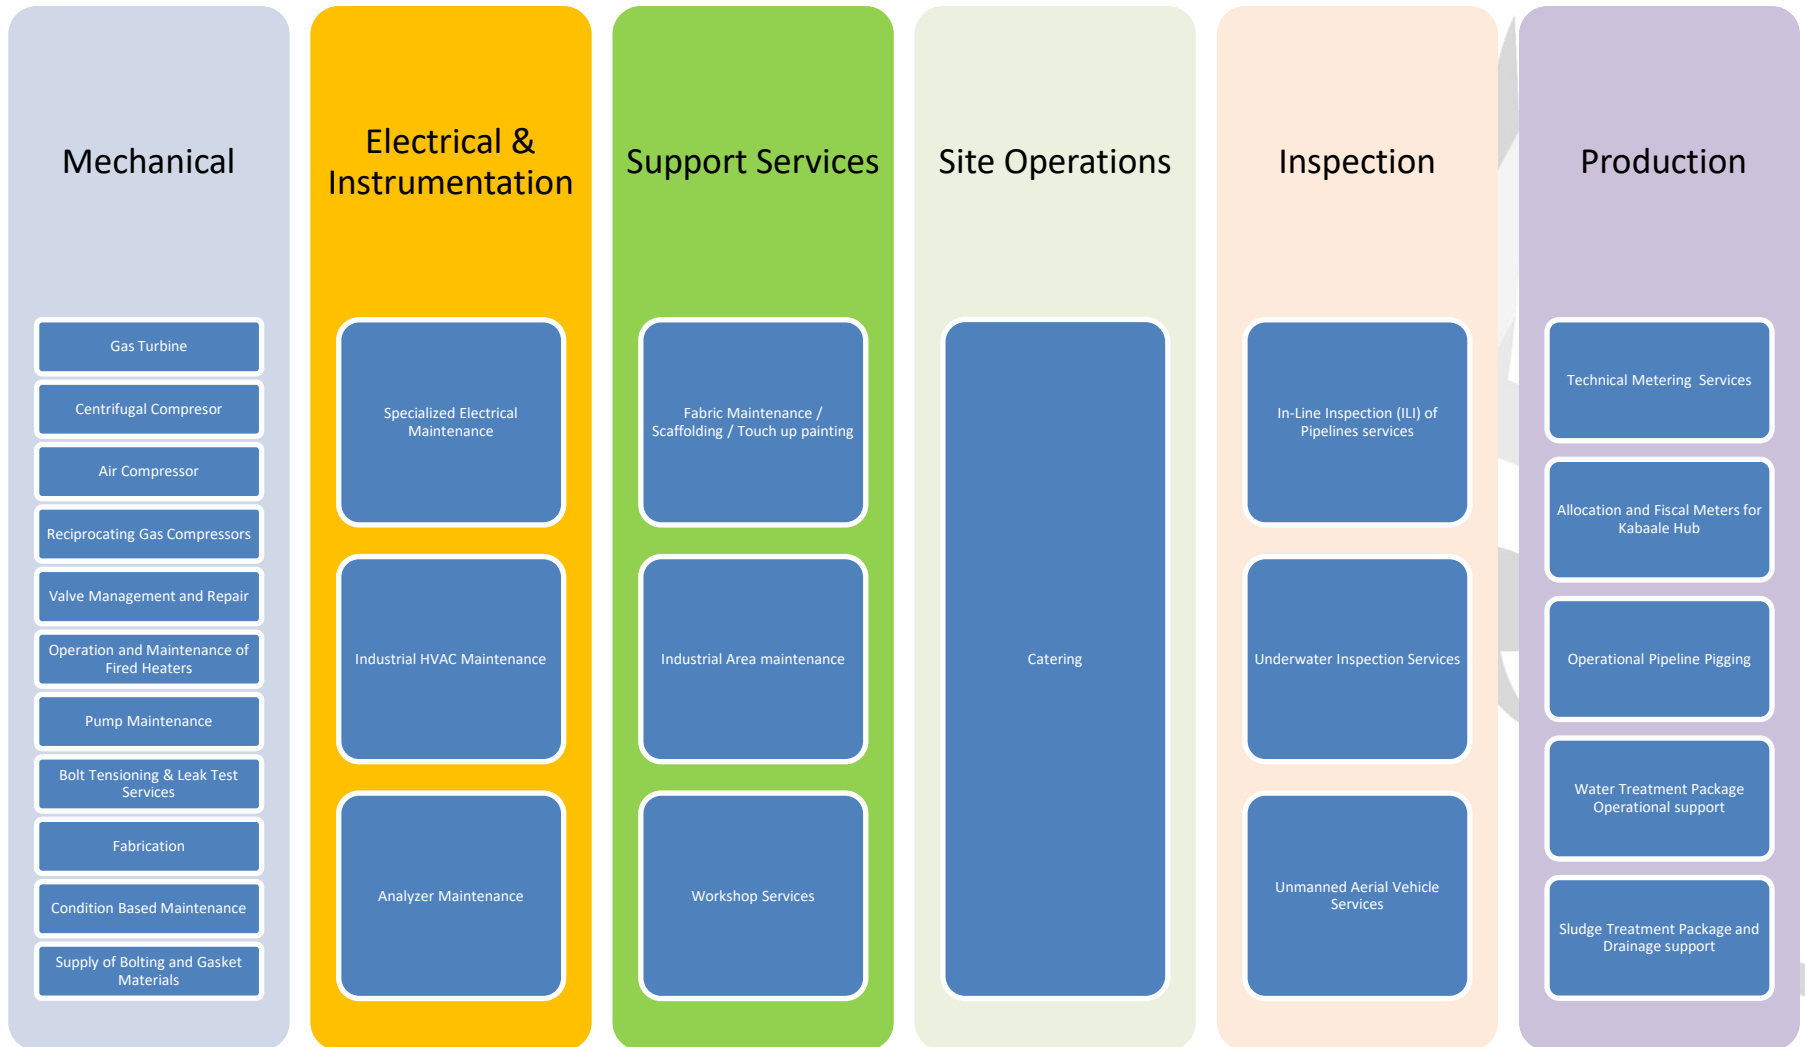 Mechanical
Gas Turbine
Centrifugal Compresor
Air Compressor
Reciprocating Gas Compressors
Valve Management and Repair
Operation and Maintenance of
Fired Heaters
Pump Maintenance
Bolt Tensioning & Leak Test
Services
Fabrication
Condition Based Maintenance
Supply of Bolting and Gasket
Materials
Electrical &
Instrumentation
Specialized Electrical
Maintenance
Industrial HVAC Maintenance
Analyzer Maintenance
Support Services
Fabric Maintenance /
Scaffolding / Touch up painting
Industrial Area maintenance
Workshop Services
Site Operations
Catering
Inspection
In-Line Inspection (ILI) of
Pipelines services
Underwater Inspection Services
Unmanned Aerial Vehicle
Services
Production
Technical Metering Services
Allocation and Fiscal Meters for
Kabaale Hub
Operational Pipeline Pigging
Water Treatment Package
Operational support
Sludge Treatment Package and
Drainage support